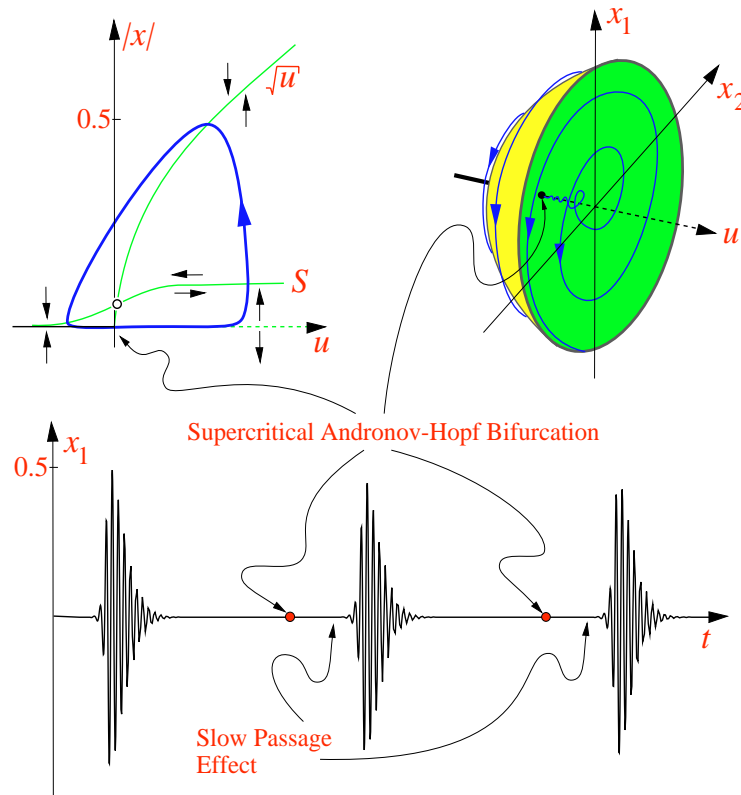 |x|
√u
0.5
S
u
x₁
x₂
u
Supercritical Andronov-Hopf Bifurcation
x₁
0.5
t
Slow Passage
Effect